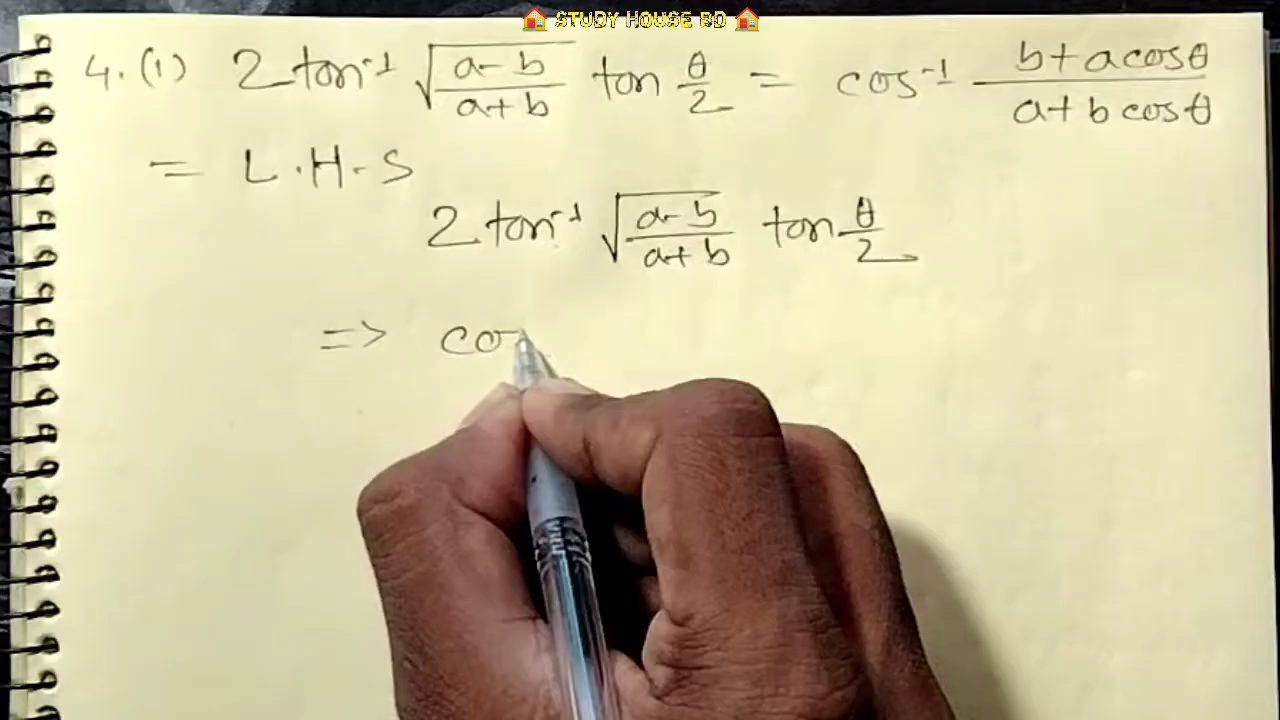 🏠 STUDY HOUSE BD 🏠
4. (1) 2 tan⁻¹ √((a-b)/(a+b)) tan θ/2 = cos⁻¹ (b+a cosθ)/(a+b cosθ)
= L.H.S
2 tan⁻¹ √((a-b)/(a+b)) tan θ/2
=> co